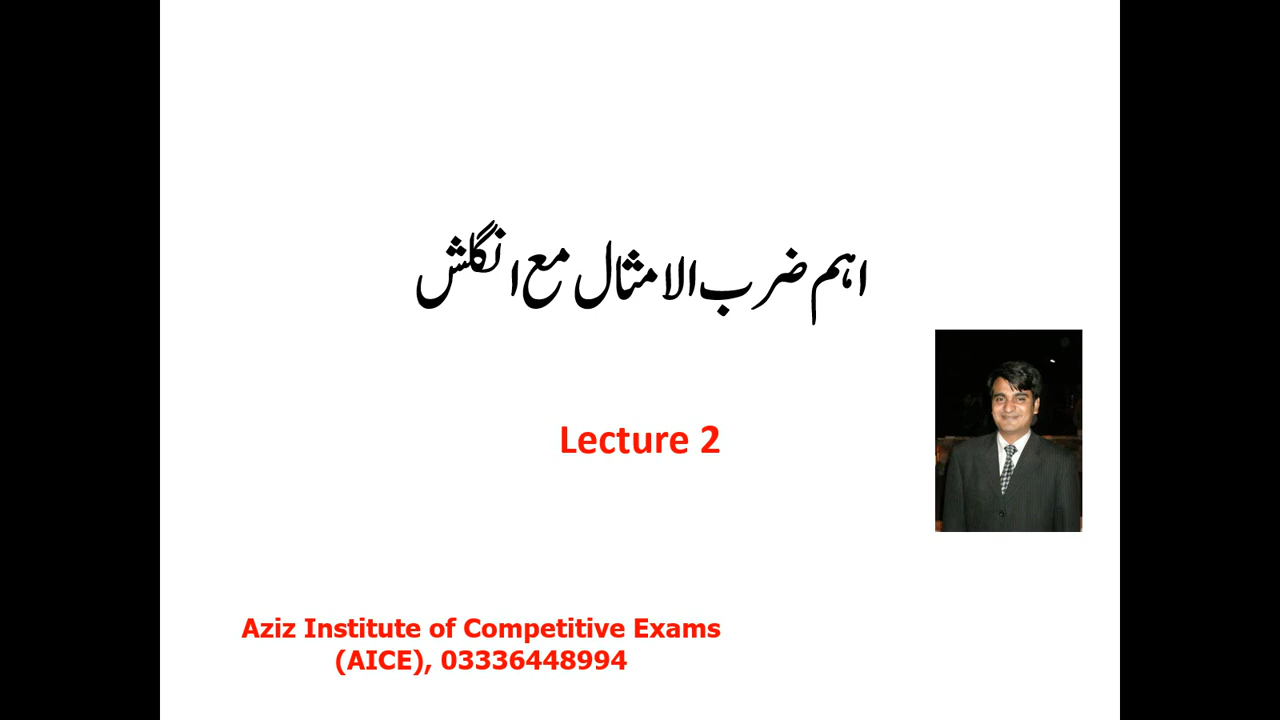 اہم ضرب الامثال مع انگلش
Lecture 2
Aziz Institute of Competitive Exams
(AICE), 03336448994